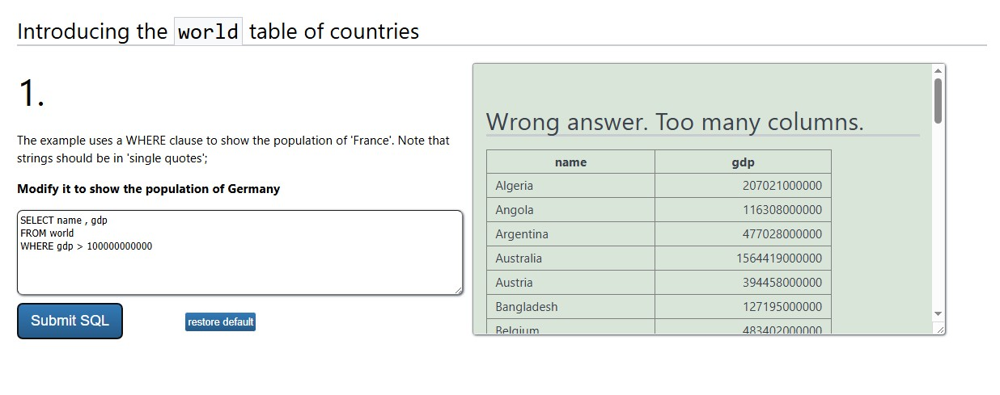 Introducing the world table of countries
1.
The example uses a WHERE clause to show the population of 'France'. Note that
strings should be in 'single quotes';
Modify it to show the population of Germany
SELECT name , gdp
FROM world
WHERE gdp > 100000000000
Submit SQL
restore default
Wrong answer. Too many columns.
name gdp
Algeria 207021000000
Angola 116308000000
Argentina 477028000000
Australia 1564419000000
Austria 394458000000
Bangladesh 127195000000
Belgium 483402000000